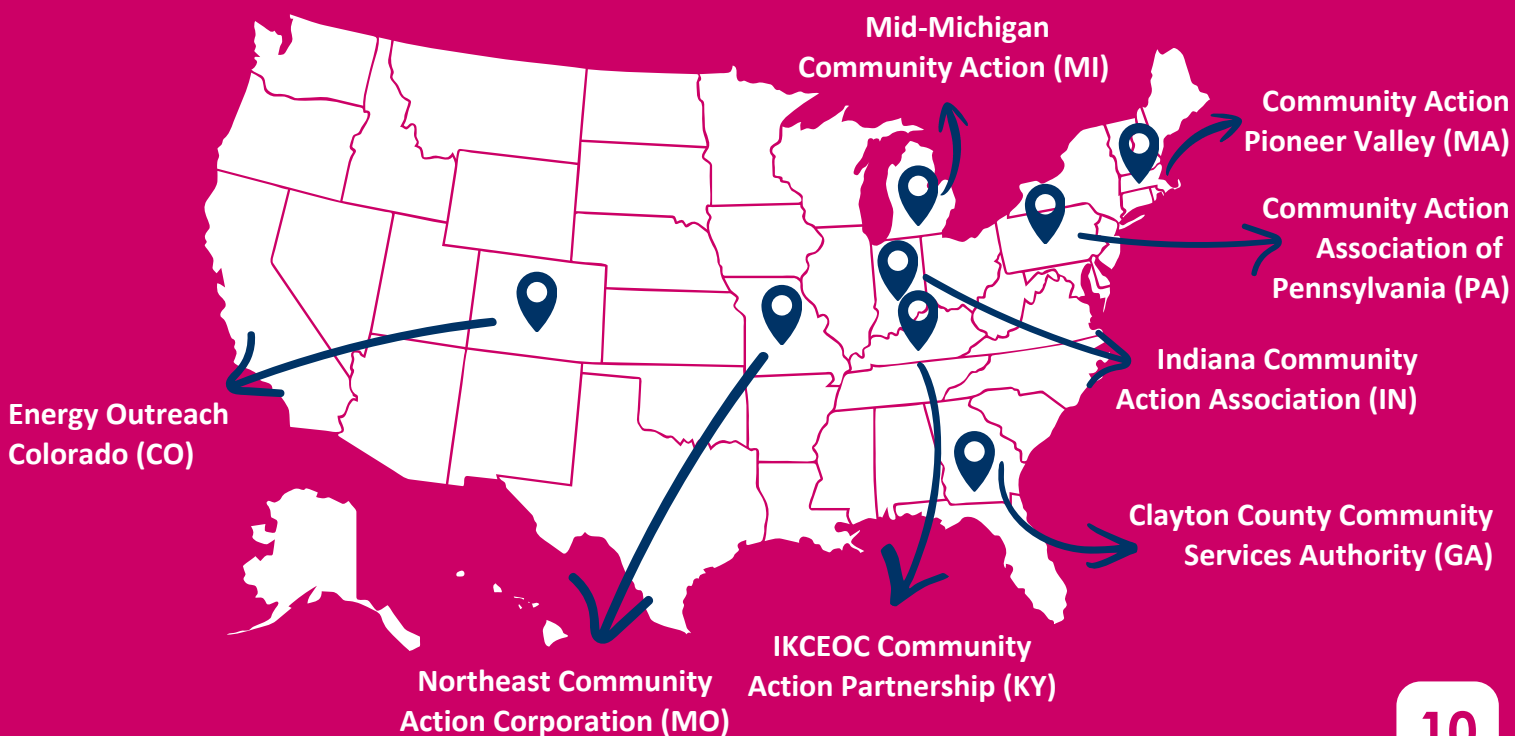 Mid-Michigan
Community Action (MI)
Community Action
Pioneer Valley (MA)
Community Action
Association of
Pennsylvania (PA)
Indiana Community
Action Association (IN)
Energy Outreach
Colorado (CO)
Clayton County Community
Services Authority (GA)
IKCEOC Community
Action Partnership (KY)
Northeast Community
Action Corporation (MO)
10